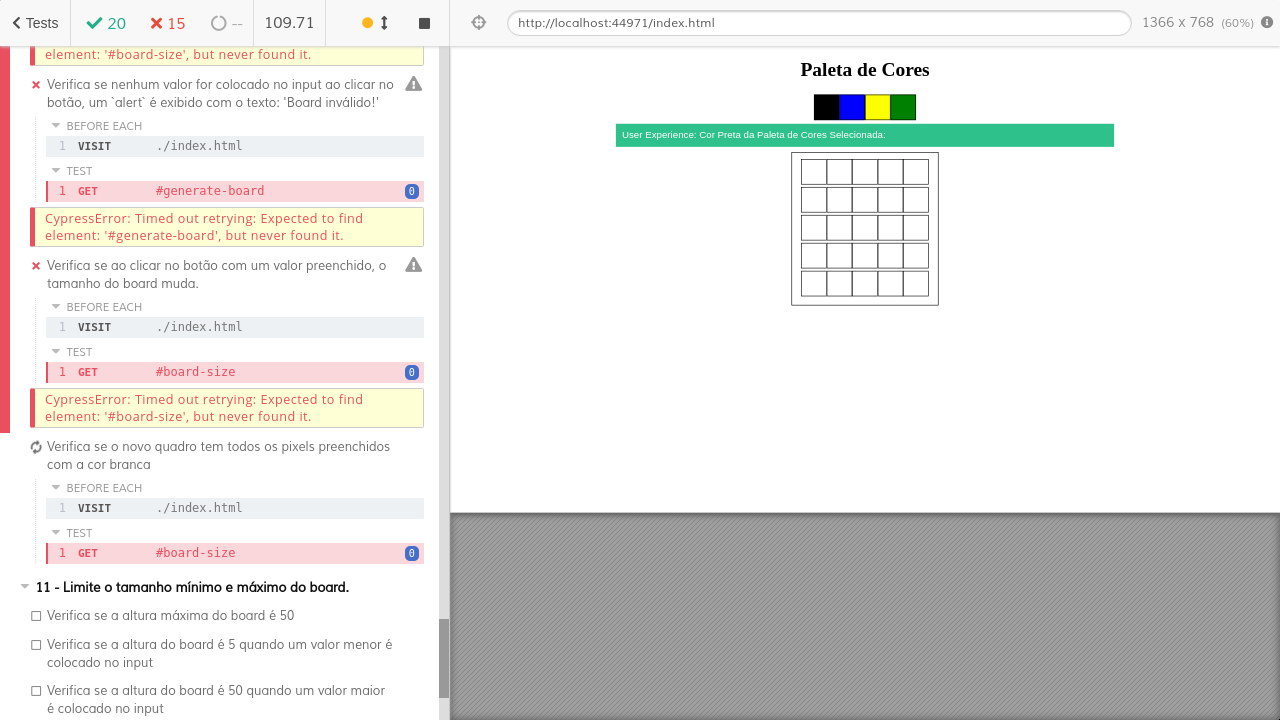 Tests
20
15
--
109.71
http://localhost:44971/index.html
1366 x 768 (60%)
element: '#board-size', but never found it.
Verifica se nenhum valor for colocado no input ao clicar no
botão, um `alert` é exibido com o texto: 'Board inválido!'
BEFORE EACH
1 VISIT ./index.html
TEST
1 GET #generate-board 0
CypressError: Timed out retrying: Expected to find
element: '#generate-board', but never found it.
Verifica se ao clicar no botão com um valor preenchido, o
tamanho do board muda.
BEFORE EACH
1 VISIT ./index.html
TEST
1 GET #board-size 0
CypressError: Timed out retrying: Expected to find
element: '#board-size', but never found it.
Verifica se o novo quadro tem todos os pixels preenchidos
com a cor branca
BEFORE EACH
1 VISIT ./index.html
TEST
1 GET #board-size 0
11 - Limite o tamanho mínimo e máximo do board.
Verifica se a altura máxima do board é 50
Verifica se a altura do board é 5 quando um valor menor é
colocado no input
Verifica se a altura do board é 50 quando um valor maior
é colocado no input
Paleta de Cores
User Experience: Cor Preta da Paleta de Cores Selecionada: